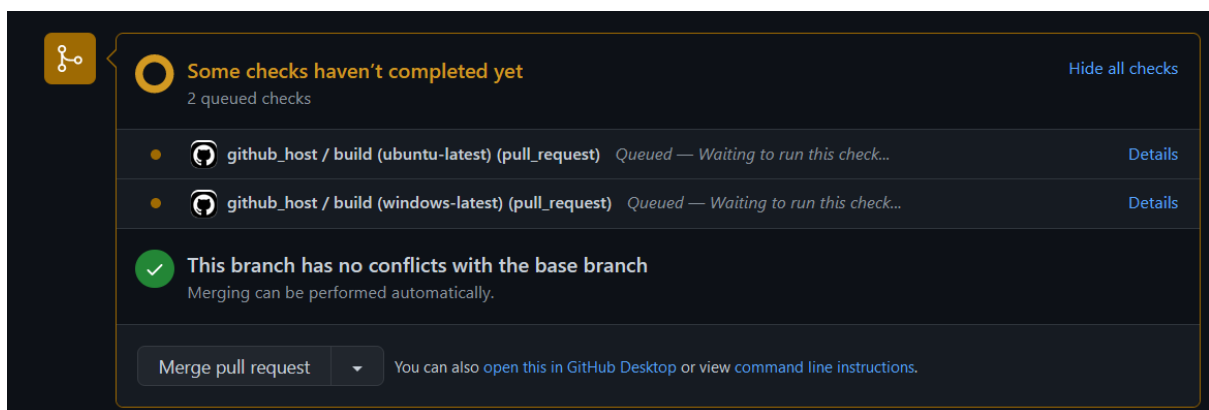 Some checks haven't completed yet
Hide all checks
2 queued checks
github_host / build (ubuntu-latest) (pull_request) Queued — Waiting to run this check...
Details
github_host / build (windows-latest) (pull_request) Queued — Waiting to run this check...
Details
This branch has no conflicts with the base branch
Merging can be performed automatically.
Merge pull request
You can also open this in GitHub Desktop or view command line instructions.